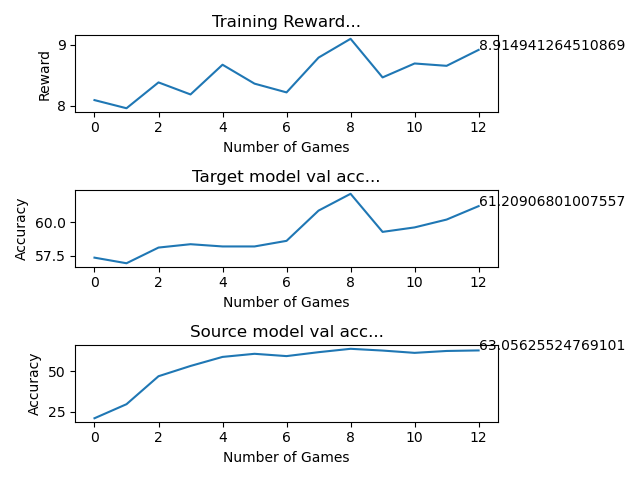 Training Reward...
9
8.914941264510869
Reward
8
0 2 4 6 8 10 12
Number of Games
Target model val acc...
61.20906801007557
60.0
Accuracy
57.5
0 2 4 6 8 10 12
Number of Games
Source model val acc...
63.05625524769101
50
Accuracy
25
0 2 4 6 8 10 12
Number of Games